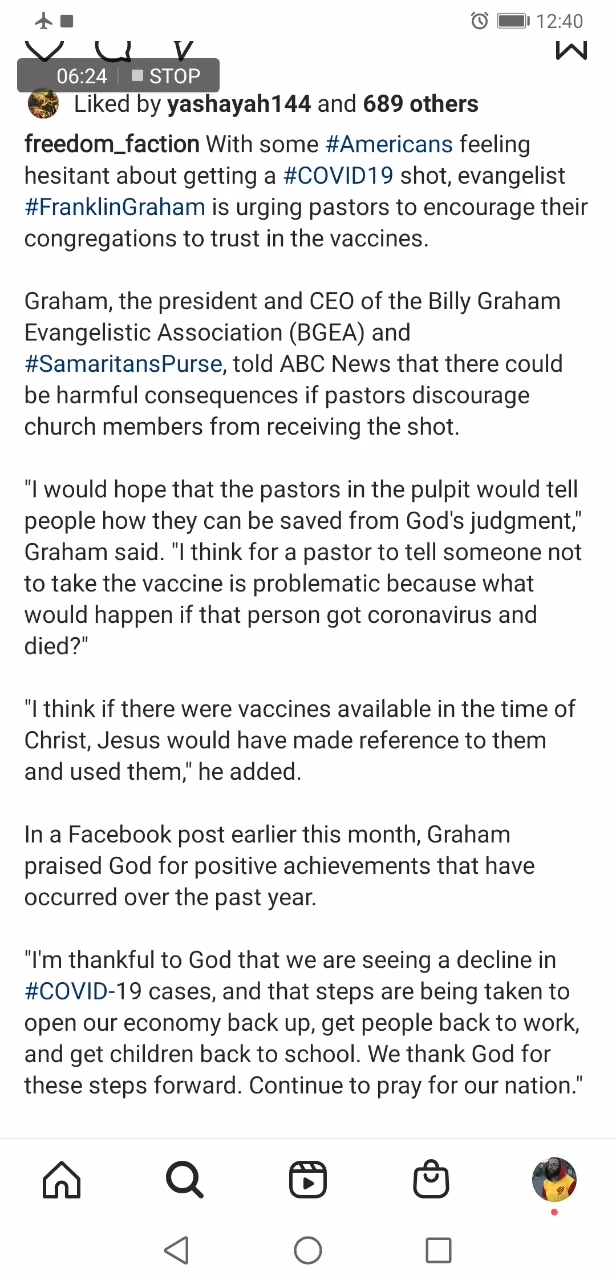 12:40
06:24 STOP
Liked by yashayah144 and 689 others
freedom_faction With some #Americans feeling
hesitant about getting a #COVID19 shot, evangelist
#FranklinGraham is urging pastors to encourage their
congregations to trust in the vaccines.
Graham, the president and CEO of the Billy Graham
Evangelistic Association (BGEA) and
#SamaritansPurse, told ABC News that there could
be harmful consequences if pastors discourage
church members from receiving the shot.
"I would hope that the pastors in the pulpit would tell
people how they can be saved from God's judgment,"
Graham said. "I think for a pastor to tell someone not
to take the vaccine is problematic because what
would happen if that person got coronavirus and
died?"
"I think if there were vaccines available in the time of
Christ, Jesus would have made reference to them
and used them," he added.
In a Facebook post earlier this month, Graham
praised God for positive achievements that have
occurred over the past year.
"I'm thankful to God that we are seeing a decline in
#COVID-19 cases, and that steps are being taken to
open our economy back up, get people back to work,
and get children back to school. We thank God for
these steps forward. Continue to pray for our nation."